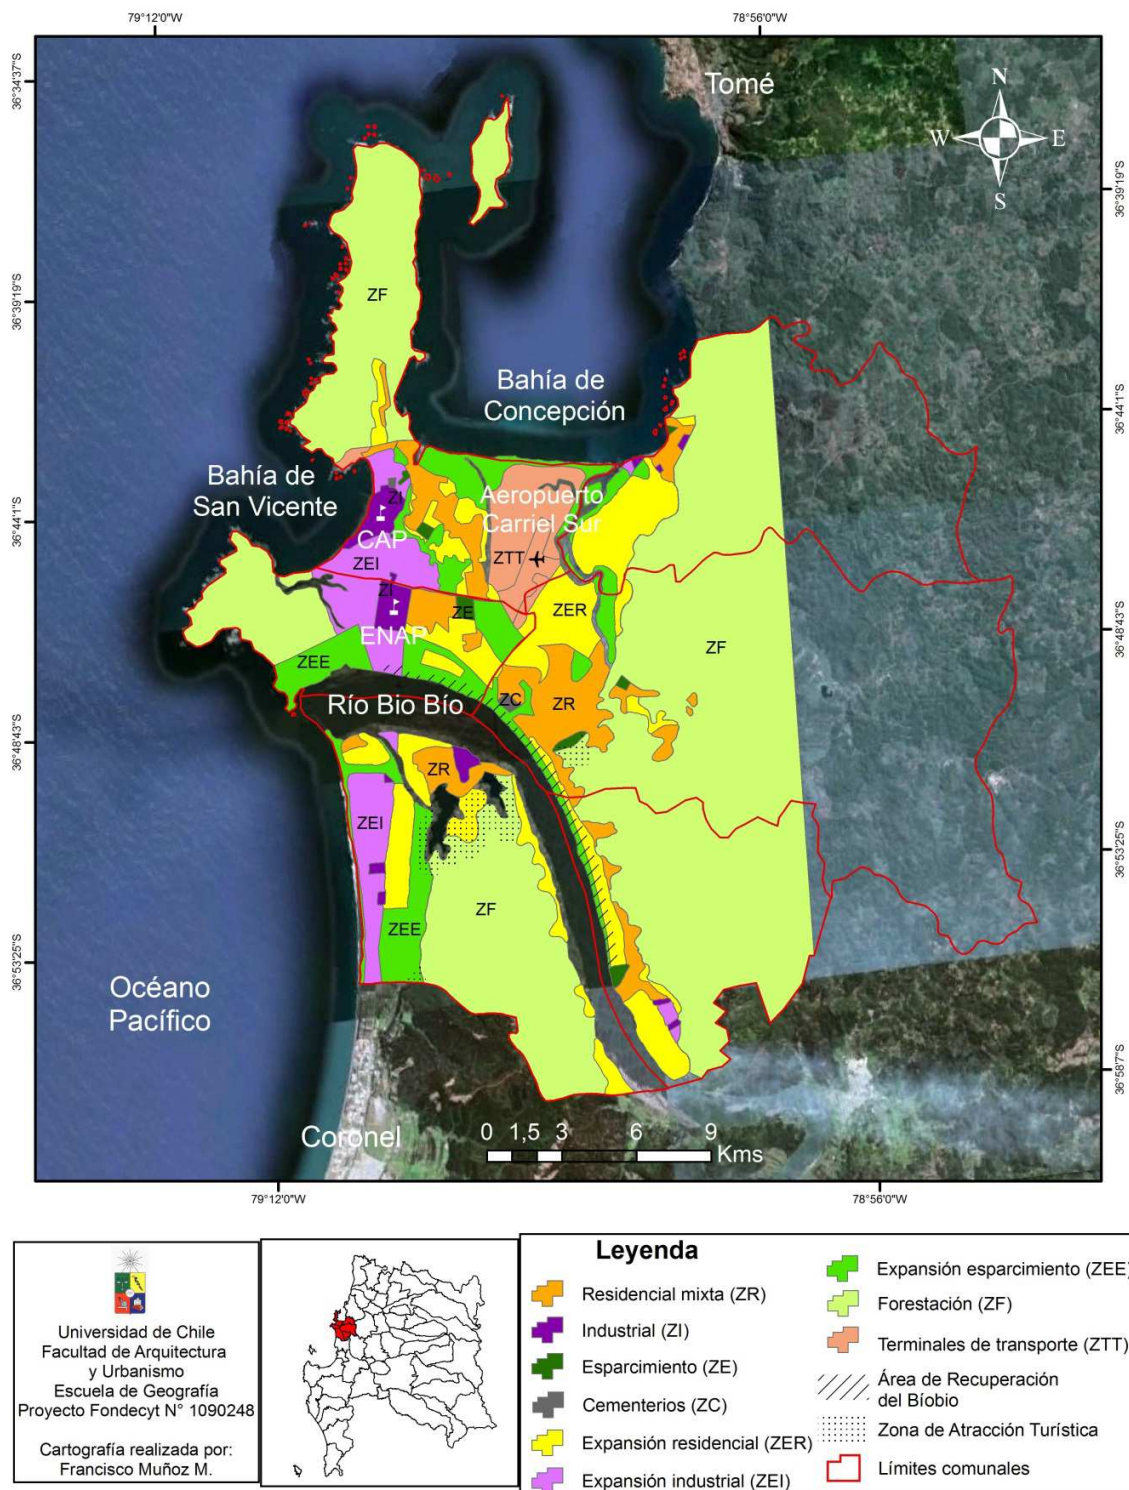 79°12'0"W
78°56'0"W
36°34'37"S
Tomé
N
W
E
S
36°39'19"S
36°39'19"S
ZF
Bahía de
Concepción
36°44'1"S
Bahía de
San Vicente
36°44'1"S
ZI
CAP
ZEI
Aeropuerto
Carriel Sur
ZTT
ZI
ENAP
ZE
ZER
ZF
36°48'43"S
ZEE
ZC
ZR
Río Bio Bío
36°48'43"S
ZR
ZEI
36°53'25"S
ZF
ZEE
36°53'25"S
Océano
Pacífico
36°58'7"S
Coronel
0 1,5 3 6 9
Kms
79°12'0"W
78°56'0"W
Universidad de Chile
Facultad de Arquitectura
y Urbanismo
Escuela de Geografía
Proyecto Fondecyt N° 1090248
Cartografía realizada por:
Francisco Muñoz M.
Leyenda
Residencial mixta (ZR)
Industrial (ZI)
Esparcimiento (ZE)
Cementerios (ZC)
Expansión residencial (ZER)
Expansión industrial (ZEI)
Expansión esparcimiento (ZEE)
Forestación (ZF)
Terminales de transporte (ZTT)
Área de Recuperación
del Bíobio
Zona de Atracción Turística
Límites comunales